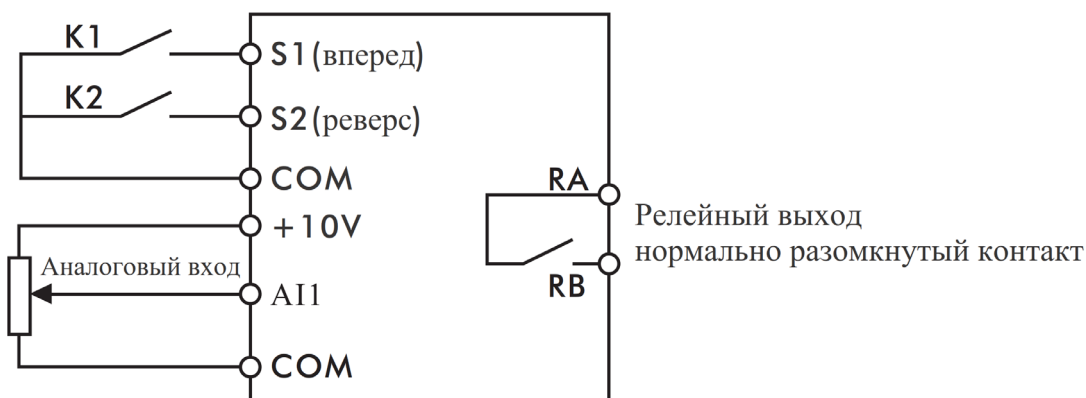 K1
S1(вперед)
K2
S2(реверс)
COM
+10V
Аналоговый вход
AI1
COM
RA
RB
Релейный выход
нормально разомкнутый контакт